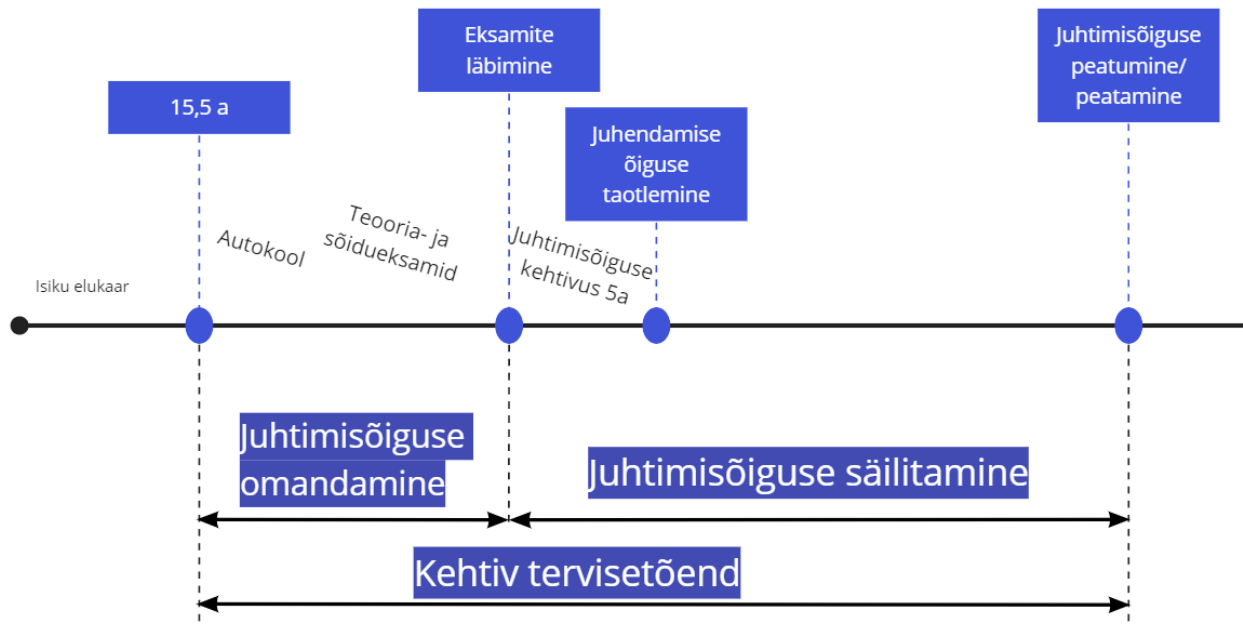 Eksamite
läbimine
Juhtimisõiguse
peatumine/
peatamine
15,5 a
Juhendamise
õiguse
taotlemine
Autokool
Teooria- ja
sõidueksamid
Juhtimisõiguse
kehtivus 5a
Isiku elukaar
Juhtimisõiguse
omandamine
Juhtimisõiguse säilitamine
Kehtiv tervisetõend